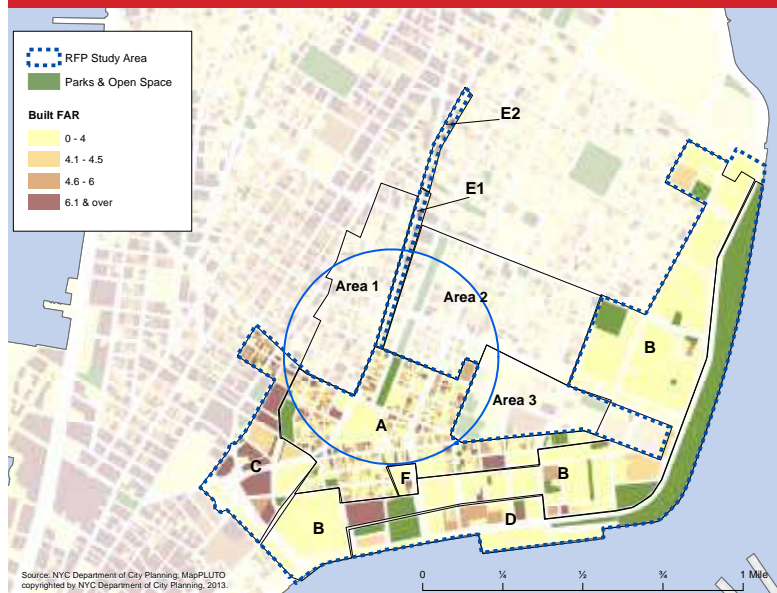 RFP Study Area
Parks & Open Space
Built FAR
0 - 4
4.1 - 4.5
4.6 - 6
6.1 & over
E2
E1
Area 1
Area 2
B
Area 3
A
C
F
B
B
D
Source: NYC Department of City Planning; MapPLUTO
copyrighted by NYC Department of City Planning, 2013.
0
¼
½
¾
1 Mile